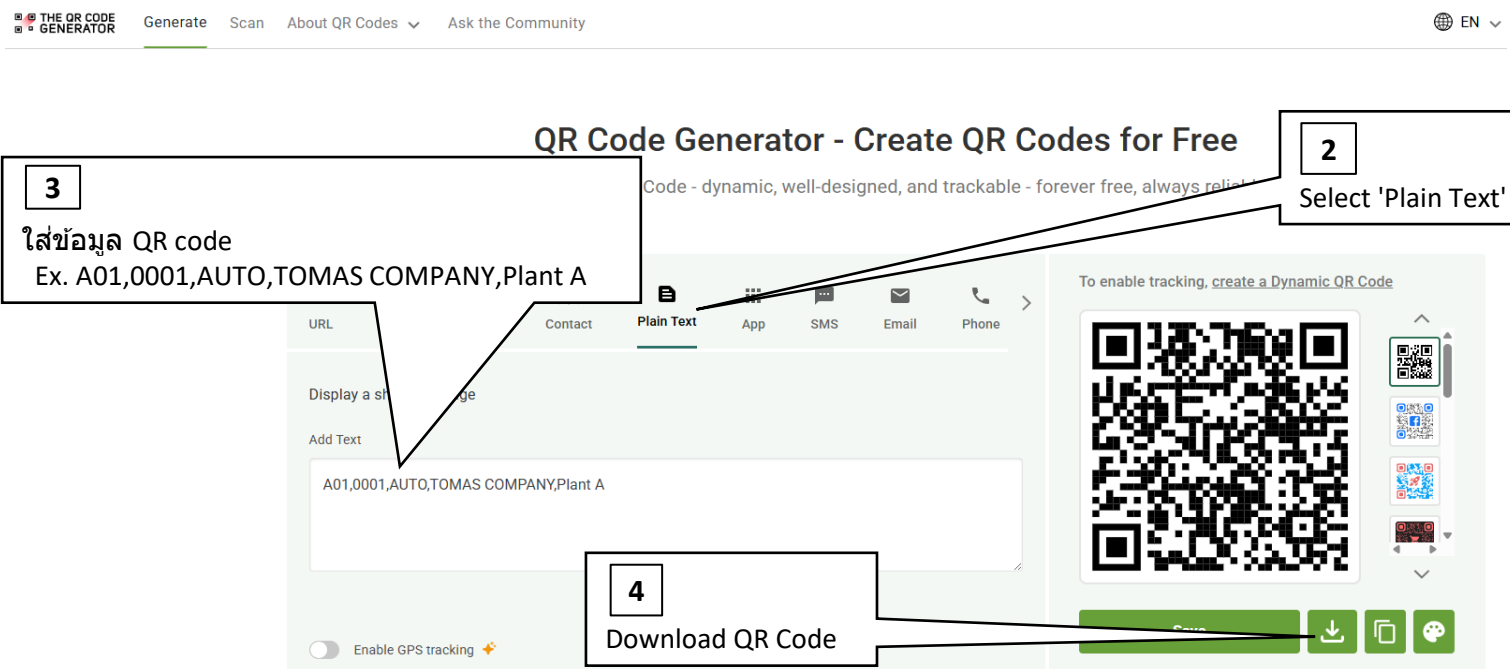 THE QR CODE
GENERATOR
Generate
Scan
About QR Codes
Ask the Community
EN
QR Code Generator - Create QR Codes for Free
Code - dynamic, well-designed, and trackable - forever free, always
2
Select 'Plain Text'
3
ใส่ข้อมูล QR code
Ex. A01,0001,AUTO,TOMAS COMPANY,Plant A
URL
Contact
Plain Text
App
SMS
Email
Phone
To enable tracking, create a Dynamic QR Code
Display a
Add Text
A01,0001,AUTO,TOMAS COMPANY,Plant A
4
Download QR Code
Enable GPS tracking